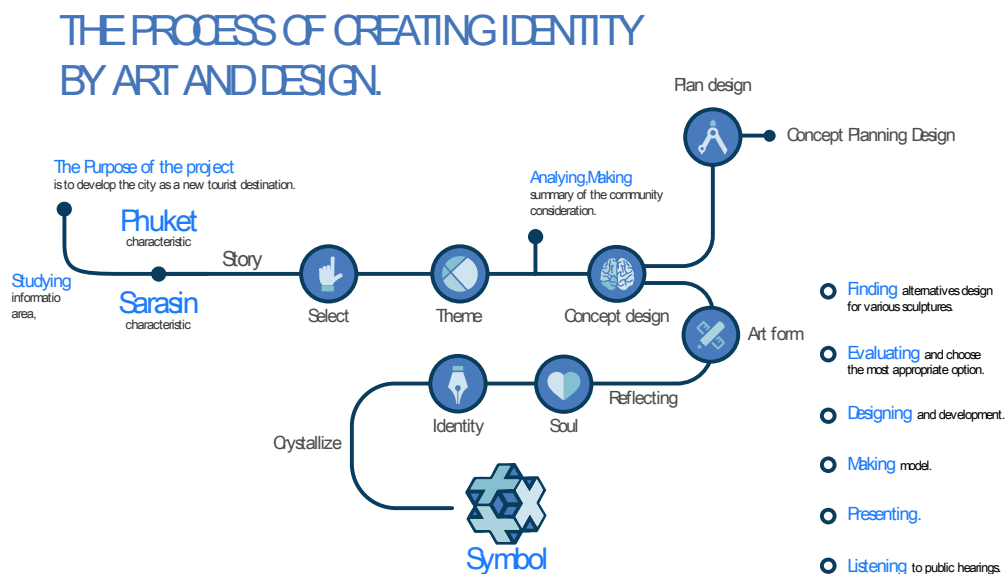 THE PROCESS OF CREATING IDENTITY
BY ART AND DESIGN.
Plan design
Concept Planning Design
The Purpose of the project
is to develop the city as a new tourist destination.
Analying,Making
summary of the community
consideration.
Phuket
characteristic
Story
Studying
informatio
area,
Sarasin
characteristic
Select
Theme
Concept design
Art form
Reflecting
Soul
Identity
Crystallize
Symbol
Finding alternatives design
for various sculptures.
Evaluating and choose
the most appropriate option.
Designing and development.
Making model.
Presenting.
Listening to public hearings.